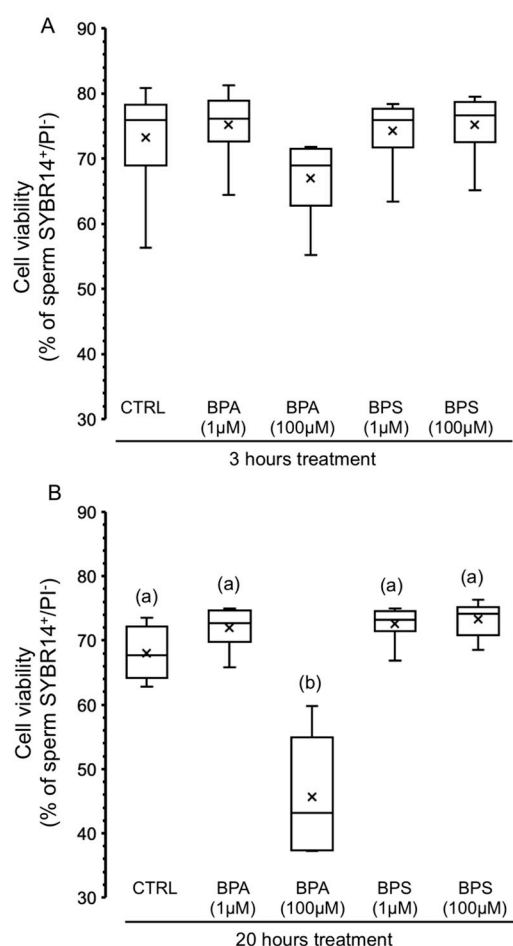 A
90
80
70
60
50
40
30
Cell viability
(% of sperm SYBR14⁺/PI⁻)
CTRL BPA BPA BPS BPS
(1µM) (100µM) (1µM) (100µM)
3 hours treatment
B
90
80
70
60
50
40
30
Cell viability
(% of sperm SYBR14⁺/PI⁻)
(a) (a) (b) (a) (a)
CTRL BPA BPA BPS BPS
(1µM) (100µM) (1µM) (100µM)
20 hours treatment